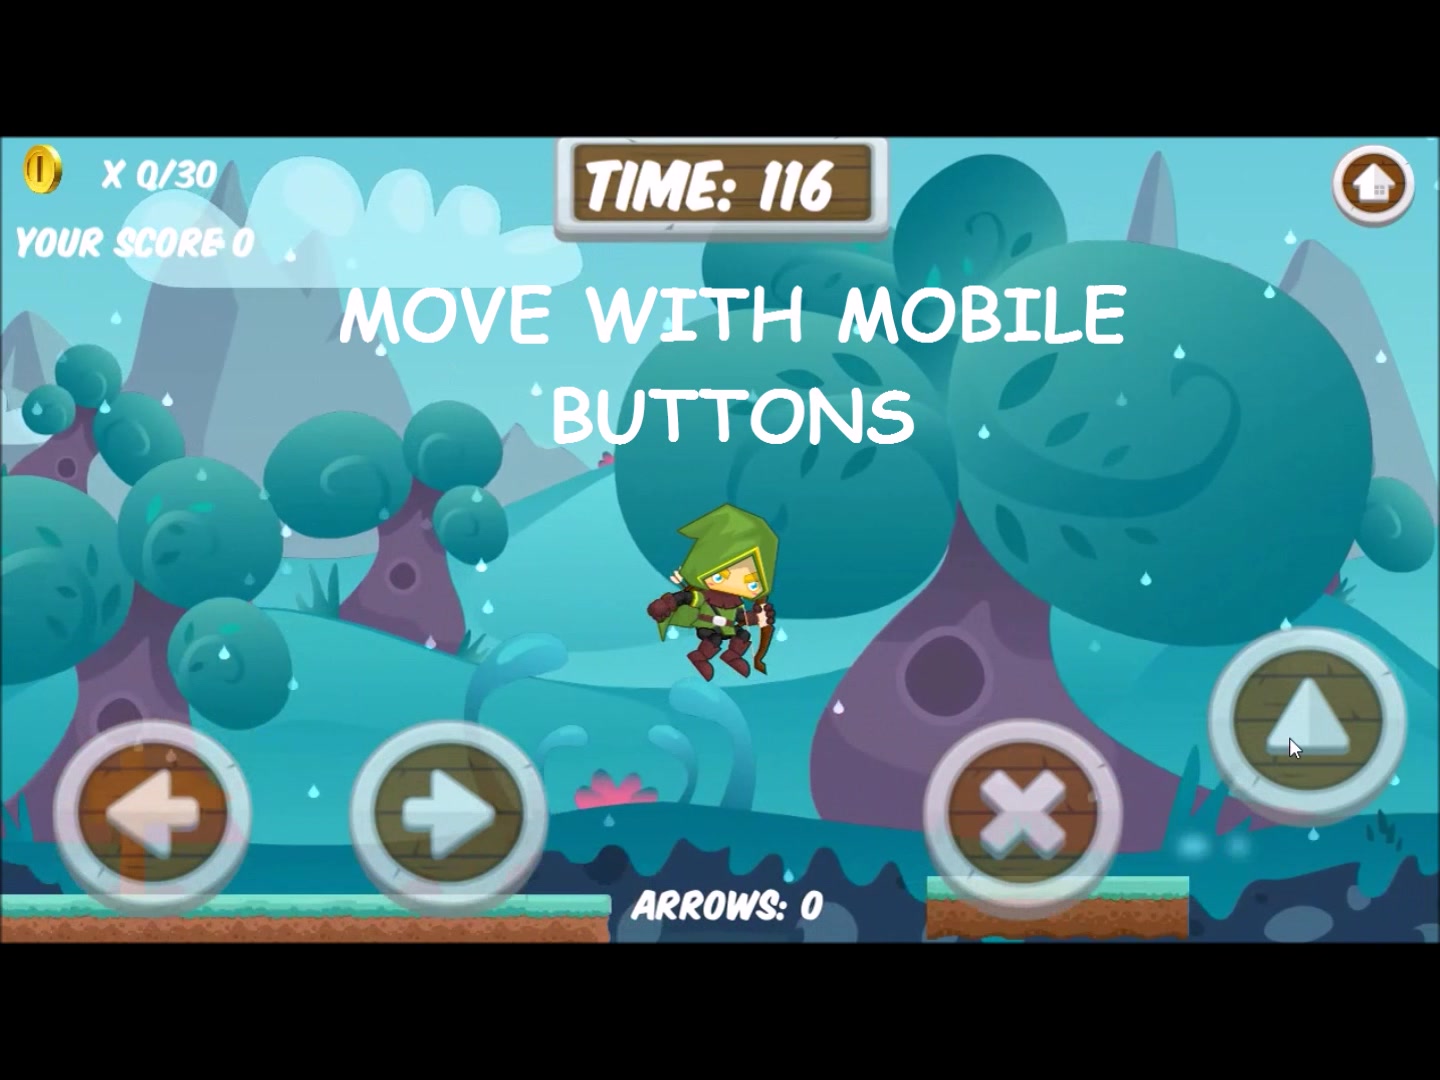 X 0/30
TIME: 116
YOUR SCORE 0
MOVE WITH MOBILE
BUTTONS
ARROWS: 0